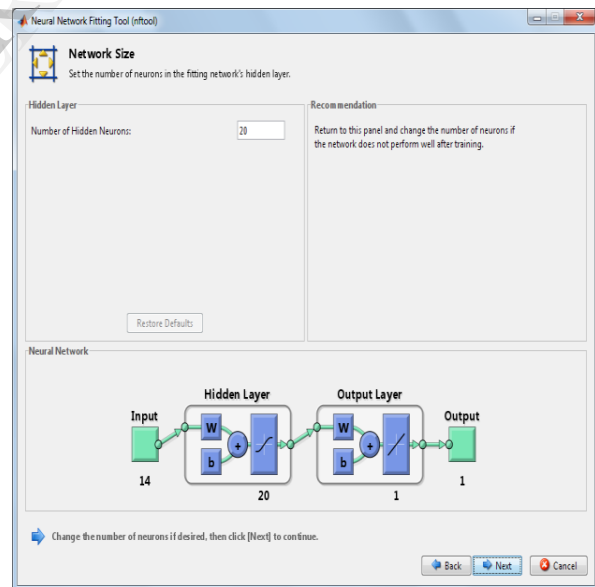 Neural Network Fitting Tool (nftool)
Network Size
Set the number of neurons in the fitting network's hidden layer.
Hidden Layer
Number of Hidden Neurons: 20
Restore Defaults
Recommendation
Return to this panel and change the number of neurons if
the network does not perform well after training.
Neural Network
Hidden Layer
Output Layer
Input
Output
W
b
+
W
b
+
14
20
1
1
Change the number of neurons if desired, then click [Next] to continue.
Back
Next
Cancel